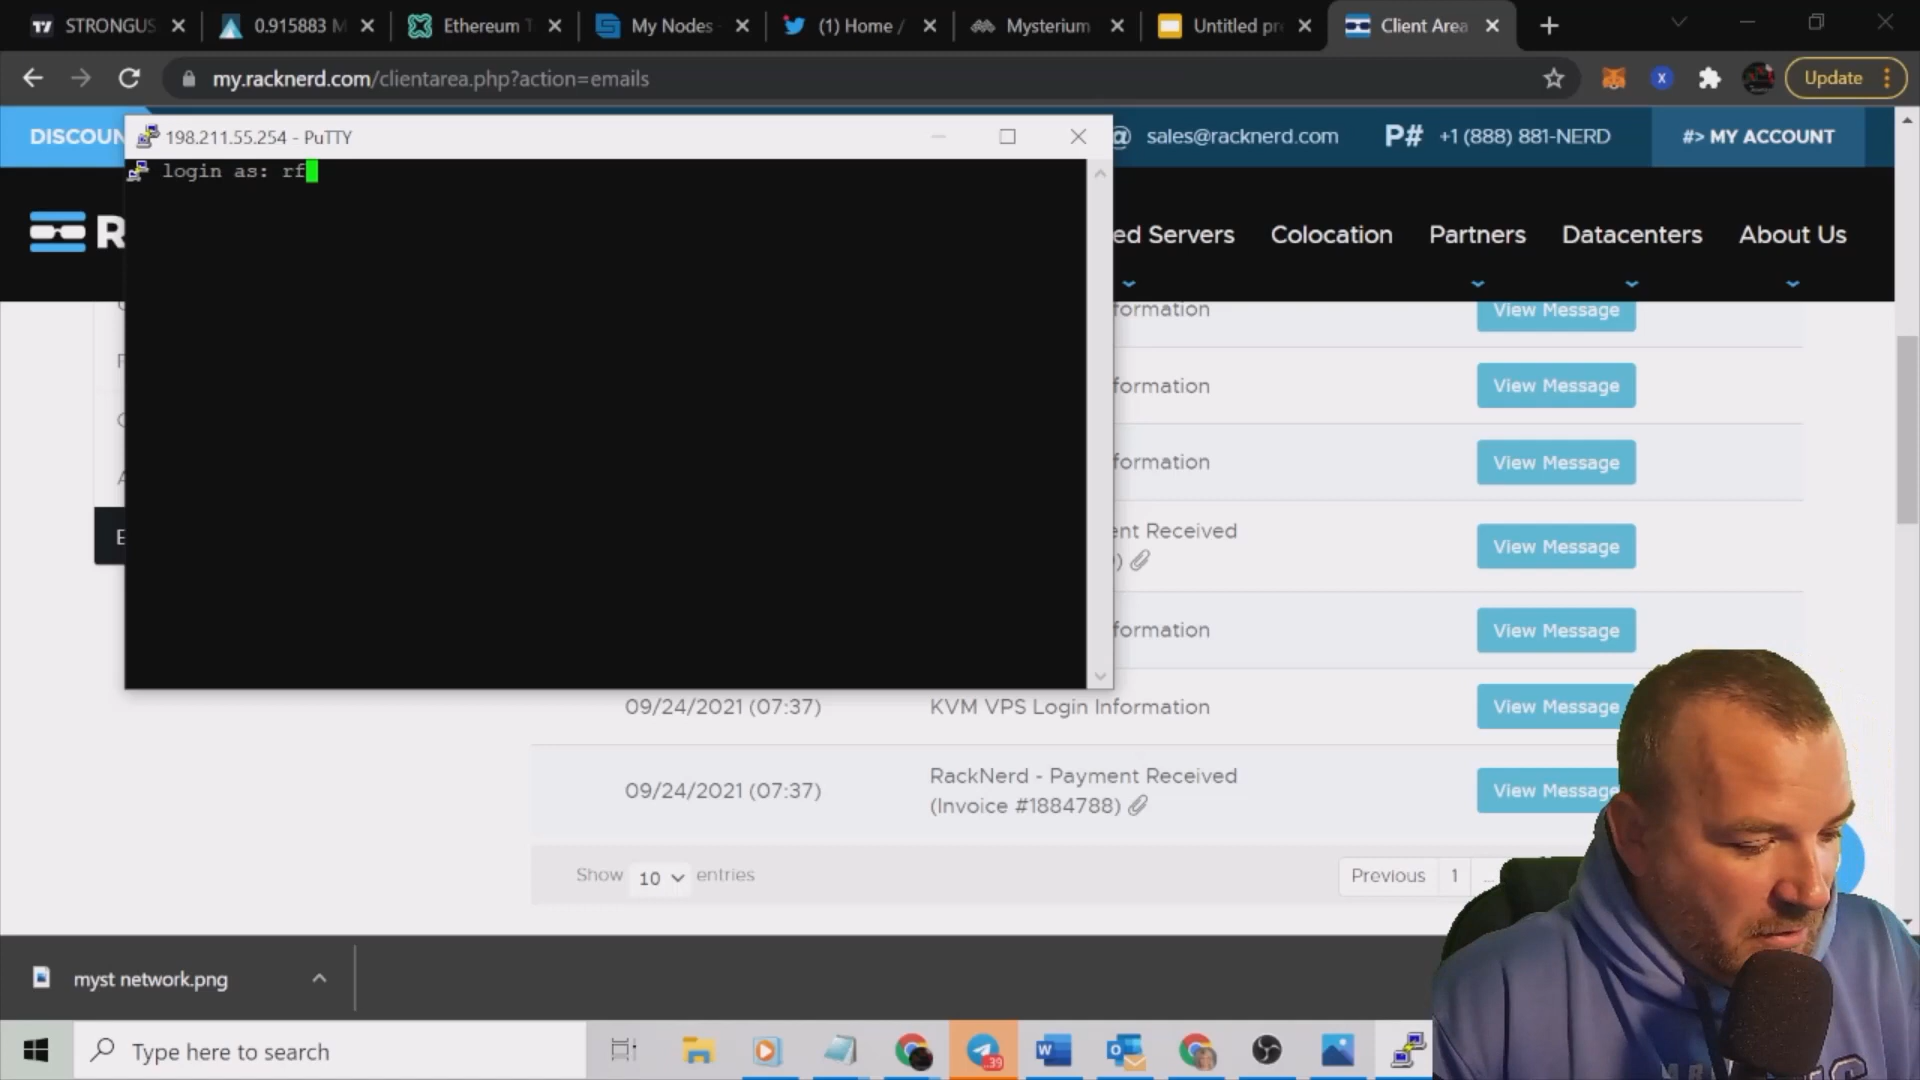 STRONGUS
0.915883 M
Ethereum T
My Nodes
(1) Home /
Mysterium
Untitled pre
Client Area
my.racknerd.com/clientarea.php?action=emails
Update
DISCOUN
sales@racknerd.com
P# +1 (888) 881-NERD
#> MY ACCOUNT
198.211.55.254 - PuTTY
login as: rf
R
ed Servers
Colocation
Partners
Datacenters
About Us
formation
View Message
formation
View Message
formation
View Message
ent Received
View Message
formation
View Message
09/24/2021 (07:37)
KVM VPS Login Information
View Message
09/24/2021 (07:37)
RackNerd - Payment Received
(Invoice #1884788)
View Message
Show 10 entries
Previous 1 ...
myst network.png
Type here to search
39